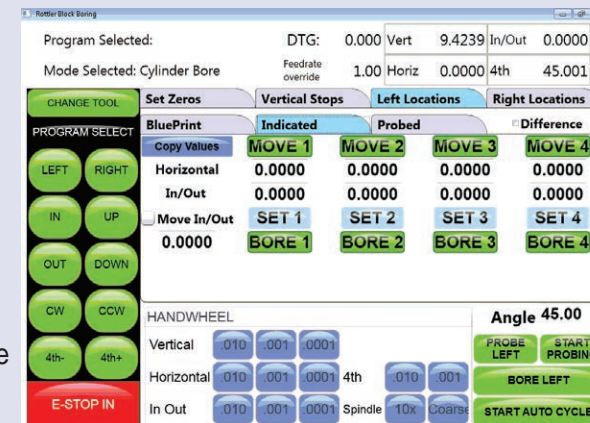 Rottler Block Boring
Program Selected: DTG: 0.000 Vert 9.4239 In/Out 0.0000
Mode Selected: Cylinder Bore Feedrate override 1.00 Horiz 0.0000 4th 45.001
CHANGE TOOL Set Zeros Vertical Stops Left Locations Right Locations
PROGRAM SELECT BluePrint Indicated Probed Difference
Copy Values MOVE 1 MOVE 2 MOVE 3 MOVE 4
LEFT RIGHT Horizontal 0.0000 0.0000 0.0000 0.0000
In/Out 0.0000 0.0000 0.0000 0.0000
IN UP Move In/Out SET 1 SET 2 SET 3 SET 4
0.0000 BORE 1 BORE 2 BORE 3 BORE 4
OUT DOWN
CW CCW HANDWHEEL Angle 45.00
Vertical .010 .001 .0001 PROBE LEFT START PROBING
e 4th- 4th+ Horizontal .010 .001 .0001 4th .010 .001 BORE LEFT
E-STOP IN In Out .010 .001 .0001 Spindle 10x Coarse START AUTO CYCLE